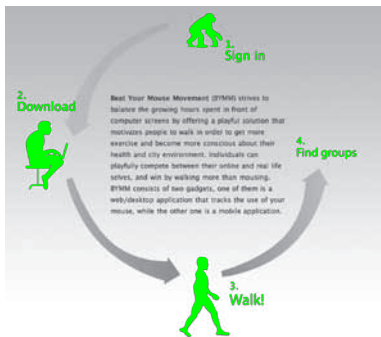 1.
Sign in
2.
Download
Beat Your Mouse Movement (BYMM) strives to
balance the growing hours spent in front of
computer screens by offering a playful solution that
motivates people to walk in order to get more
exercise and become more conscious about their
health and city environment. Individuals can
playfully compete between their online and real life
selves, and win by walking more than mousing.
BYMM consists of two gadgets, one of them is a
web/desktop application that tracks the use of your
mouse, while the other one is a mobile application.
4.
Find groups
3.
Walk!